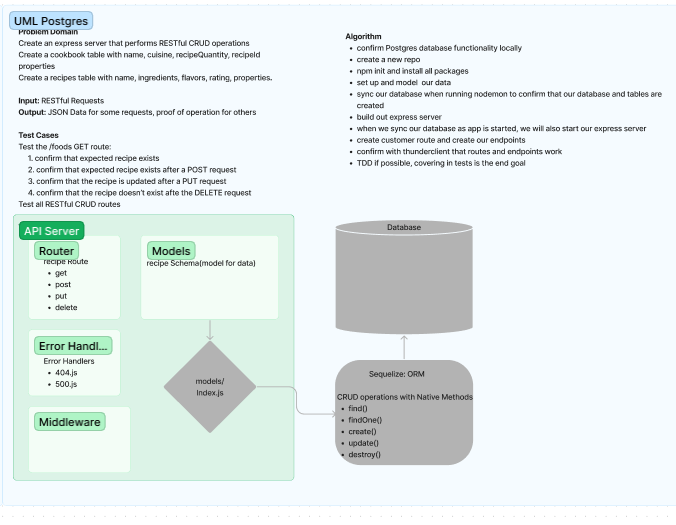 UML Postgres
Problem Domain
Create an express server that performs RESTful CRUD operations
Create a cookbook table with name, cuisine, recipeQuantity, recipeId
properties
Create a recipes table with name, ingredients, flavors, rating, properties.
Input: RESTful Requests
Output: JSON Data for some requests, proof of operation for others
Test Cases
Test the /foods GET route:
1. confirm that expected recipe exists
2. confirm that expected recipe exists after a POST request
3. confirm that the recipe is updated after a PUT request
4. confirm that the recipe doesn't exist afte the DELETE request
Test all RESTful CRUD routes
Algorithm
• confirm Postgres database functionality locally
• create a new repo
• npm init and install all packages
• set up and model our data
• sync our database when running nodemon to confirm that our database and tables are
created
• build out express server
• when we sync our database as app is started, we will also start our express server
• create customer route and create our endpoints
• confirm with thunderclient that routes and endpoints work
• TDD if possible, covering in tests is the end goal
API Server
Router
recipe Route
• get
• post
• put
• delete
Models
recipe Schema(model for data)
Error Handl...
Error Handlers
• 404.js
• 500.js
Middleware
models/
Index.js
Database
Sequelize: ORM
CRUD operations with Native Methods
• find()
• findOne()
• create()
• update()
• destroy()